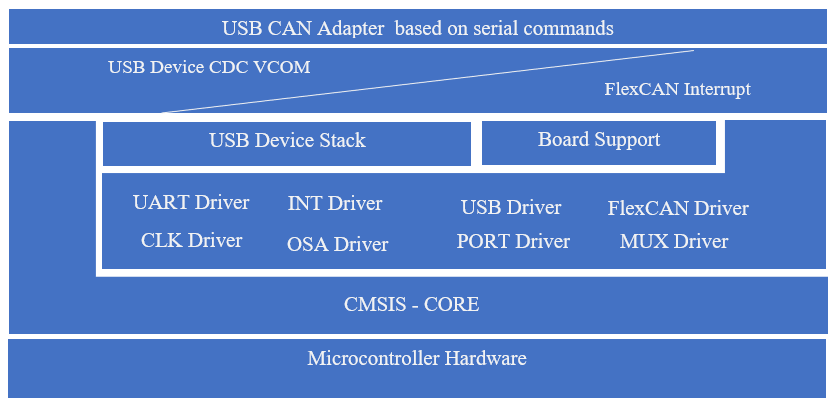 USB CAN Adapter  based on serial commands
USB Device CDC VCOM
FlexCAN Interrupt
USB Device Stack
Board Support
UART Driver
INT Driver
USB Driver
FlexCAN Driver
CLK Driver
OSA Driver
PORT Driver
MUX Driver
CMSIS - CORE
Microcontroller Hardware